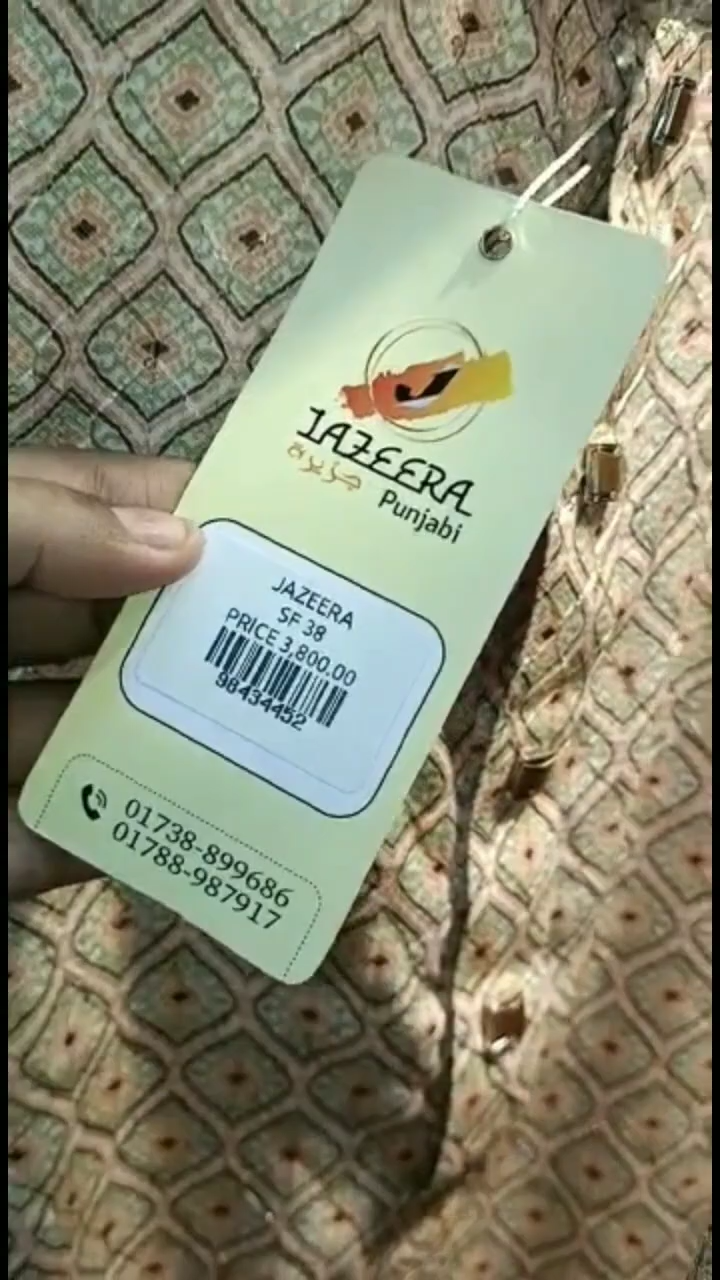 JAZEERA
جزيرة
Punjabi
JAZEERA
SF 38
PRICE 3,800.00
98434452
01738-899686
01788-987917